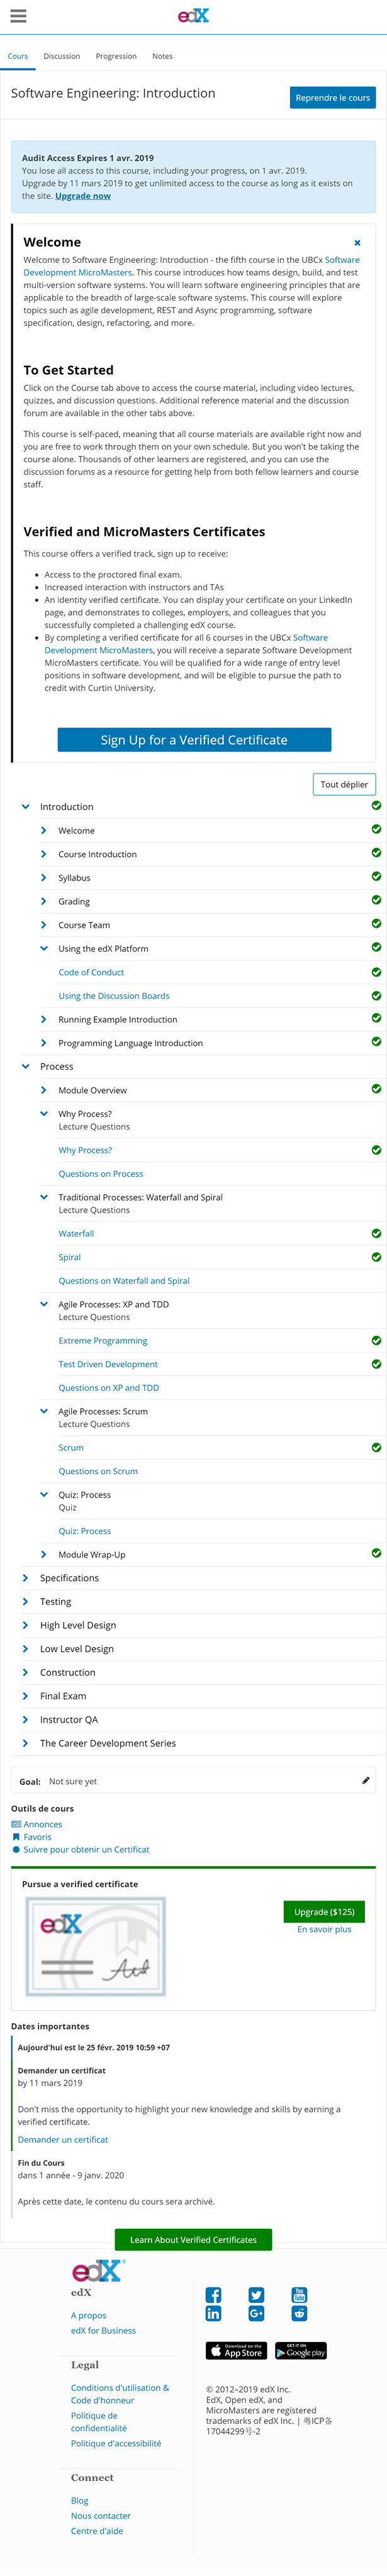 edX
Cours Discussion Progression Notes
Software Engineering: Introduction
Reprendre le cours
Audit Access Expires 1 avr. 2019
You lose all access to this course, including your progress, on 1 avr. 2019.
Upgrade by 11 mars 2019 to get unlimited access to the course as long as it exists on
the site. Upgrade now
Welcome
Welcome to Software Engineering: Introduction - the fifth course in the UBCx Software
Development MicroMasters. This course introduces how teams design, build, and test
multi-version software systems. You will learn software engineering principles that are
applicable to the breadth of large-scale software systems. This course will explore
topics such as agile development, REST and Async programming, software
specification, design, refactoring, and more.
To Get Started
Click on the Course tab above to access the course material, including video lectures,
quizzes, and discussion questions. Additional reference material and the discussion
forum are available in the other tabs above.
This course is self-paced, meaning that all course materials are available right now and
you are free to work through them on your own schedule. But you won't be taking the
course alone. Thousands of other learners are registered, and you can use the
discussion forums as a resource for getting help from both fellow learners and course
staff.
Verified and MicroMasters Certificates
This course offers a verified track, sign up to receive:
Access to the proctored final exam.
Increased interaction with instructors and TAs
An identity verified certificate. You can display your certificate on your LinkedIn
page, and demonstrates to colleges, employers, and colleagues that you
successfully completed a challenging edX course.
By completing a verified certificate for all 6 courses in the UBCx Software
Development MicroMasters, you will receive a separate Software Development
MicroMasters certificate. You will be qualified for a wide range of entry level
positions in software development, and will be eligible to pursue the path to
credit with Curtin University.
Sign Up for a Verified Certificate
Tout déplier
Introduction
Welcome
Course Introduction
Syllabus
Grading
Course Team
Using the edX Platform
Code of Conduct
Using the Discussion Boards
Running Example Introduction
Programming Language Introduction
Process
Module Overview
Why Process?
Lecture Questions
Why Process?
Questions on Process
Traditional Processes: Waterfall and Spiral
Lecture Questions
Waterfall
Spiral
Questions on Waterfall and Spiral
Agile Processes: XP and TDD
Lecture Questions
Extreme Programming
Test Driven Development
Questions on XP and TDD
Agile Processes: Scrum
Lecture Questions
Scrum
Questions on Scrum
Quiz: Process
Quiz
Quiz: Process
Module Wrap-Up
Specifications
Testing
High Level Design
Low Level Design
Construction
Final Exam
Instructor QA
The Career Development Series
Goal: Not sure yet
Outils de cours
Annonces
Favoris
Suivre pour obtenir un Certificat
Pursue a verified certificate
edX
Upgrade ($125)
En savoir plus
Dates importantes
Aujourd'hui est le 25 févr. 2019 10:59 +07
Demander un certificat
by 11 mars 2019
Don't miss the opportunity to highlight your new knowledge and skills by earning a
verified certificate.
Demander un certificat
Fin du Cours
dans 1 année - 9 janv. 2020
Après cette date, le contenu du cours sera archivé.
Learn About Verified Certificates
edX
edX
A propos
edX for Business
Legal
Conditions d'utilisation &
Code d'honneur
Politique de
confidentialité
Politique d'accessibilité
Connect
Blog
Nous contacter
Centre d'aide
You Tube
in G+
Download on the App Store
GET IT ON Google play
© 2012–2019 edX Inc.
EdX, Open edX, and
MicroMasters are registered
trademarks of edX Inc. | 粤ICP备
17044299号-2